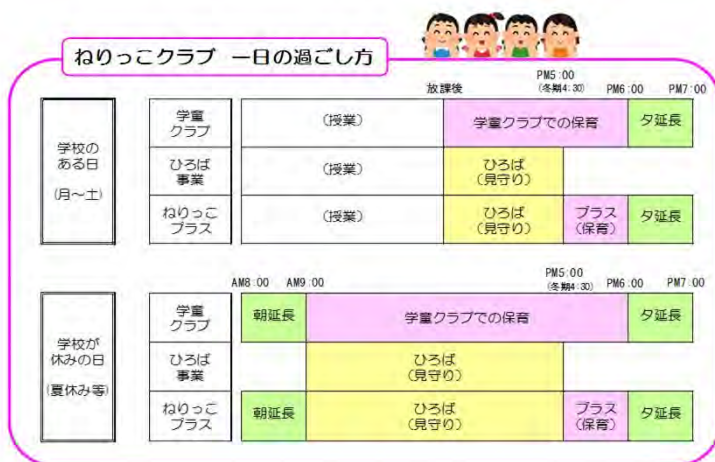 ねりっこクラブ 一日の過ごし方
放課後
PM5:00
(冬期4:30)
PM6:00
PM7:00
学校の
ある日
(月～土)
学童
クラブ
(授業)
学童クラブでの保育
夕延長
ひろば
事業
(授業)
ひろば
(見守り)
ねりっこ
プラス
(授業)
ひろば
(見守り)
プラス
(保育)
夕延長
AM8:00
AM9:00
PM5:00
(冬期4:30)
PM6:00
PM7:00
学校が
休みの日
(夏休み等)
学童
クラブ
朝延長
学童クラブでの保育
夕延長
ひろば
事業
ひろば
(見守り)
ねりっこ
プラス
朝延長
ひろば
(見守り)
プラス
(保育)
夕延長